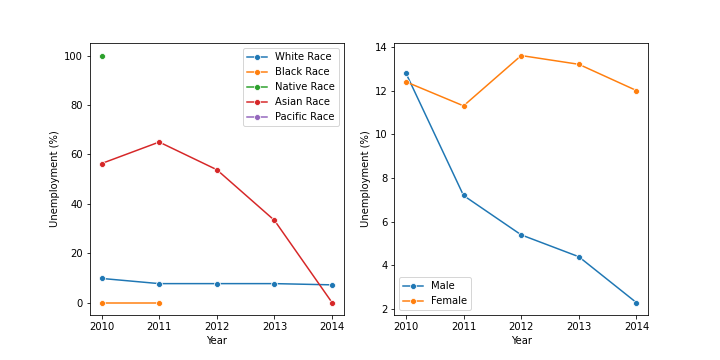 Unemployment (%)
100
80
60
40
20
0
2010 2011 2012 2013 2014
Year
White Race
Black Race
Native Race
Asian Race
Pacific Race
Unemployment (%)
14
12
10
8
6
4
2
2010 2011 2012 2013 2014
Year
Male
Female